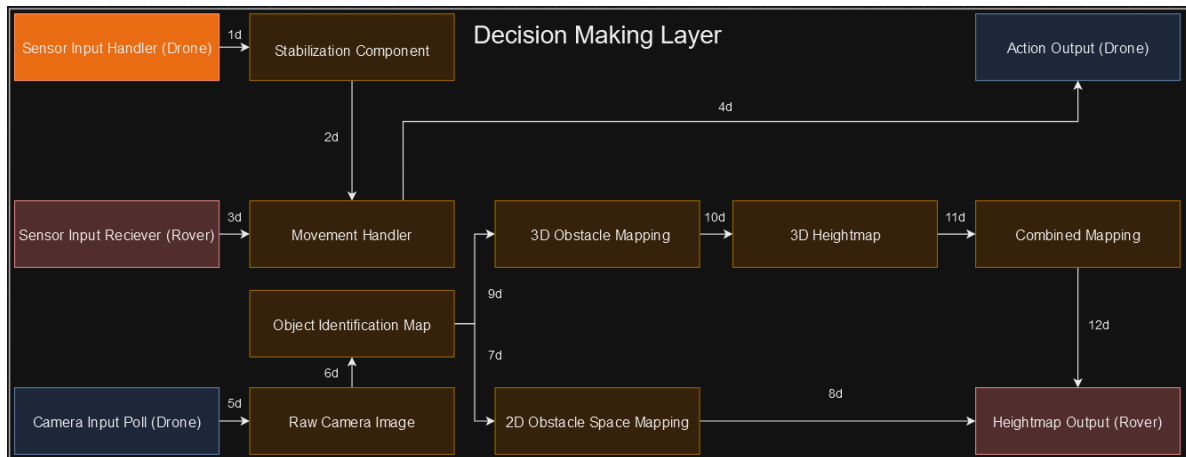 Decision Making Layer
Sensor Input Handler (Drone)
1d
Stabilization Component
Action Output (Drone)
4d
2d
Sensor Input Reciever (Rover)
3d
Movement Handler
3D Obstacle Mapping
10d
3D Heightmap
11d
Combined Mapping
9d
Object Identification Map
12d
7d
6d
Camera Input Poll (Drone)
5d
Raw Camera Image
2D Obstacle Space Mapping
8d
Heightmap Output (Rover)